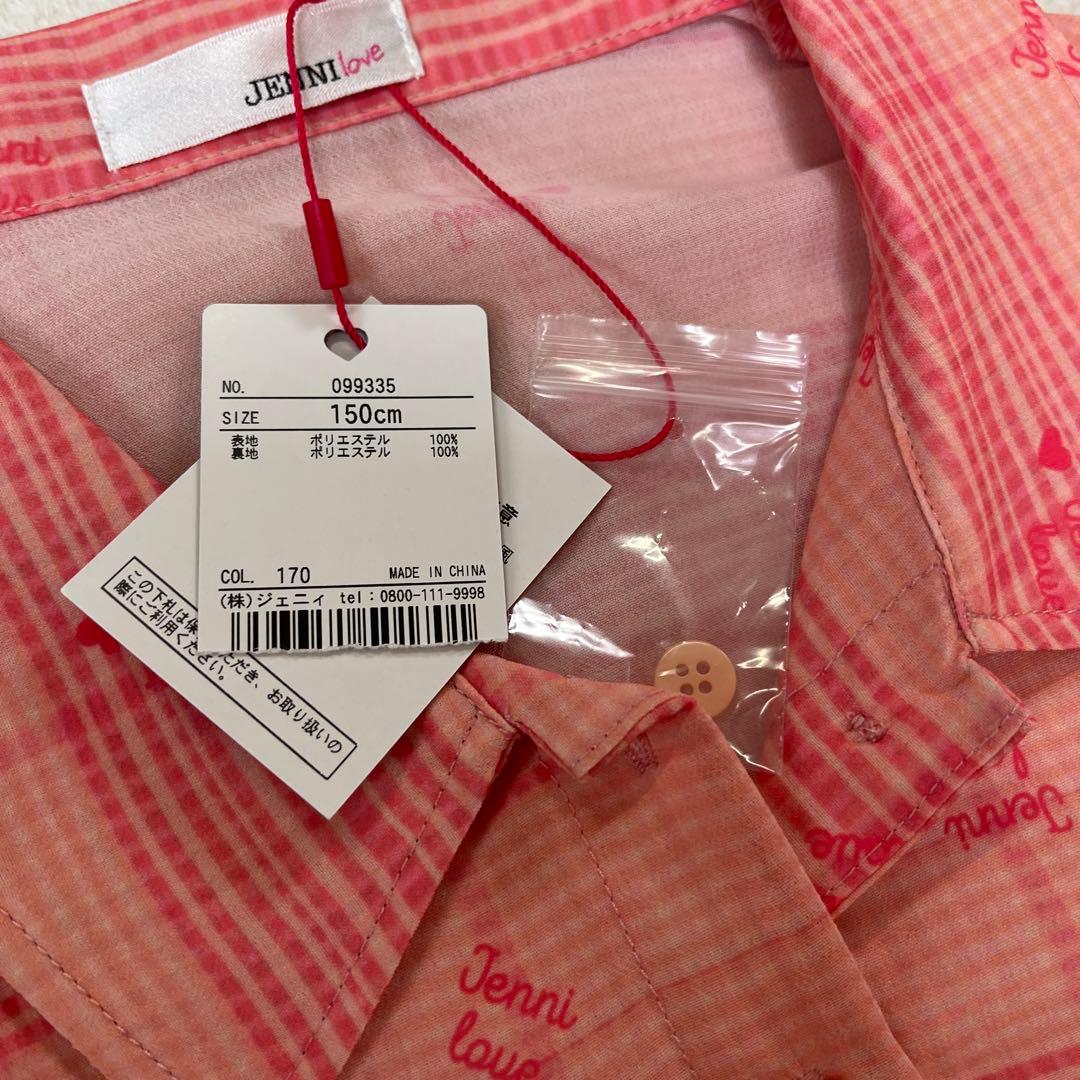 JENNI love
NO. 099335
SIZE 150cm
表地 ポリエステル 100%
裏地 ポリエステル 100%
COL. 170 MADE IN CHINA
(株)ジェニィ tel:0800-111-9998
この下札は保 ただき、お取り扱いの
際にご利用ください。
意
Jenni
love
Jenni
Jenni
love